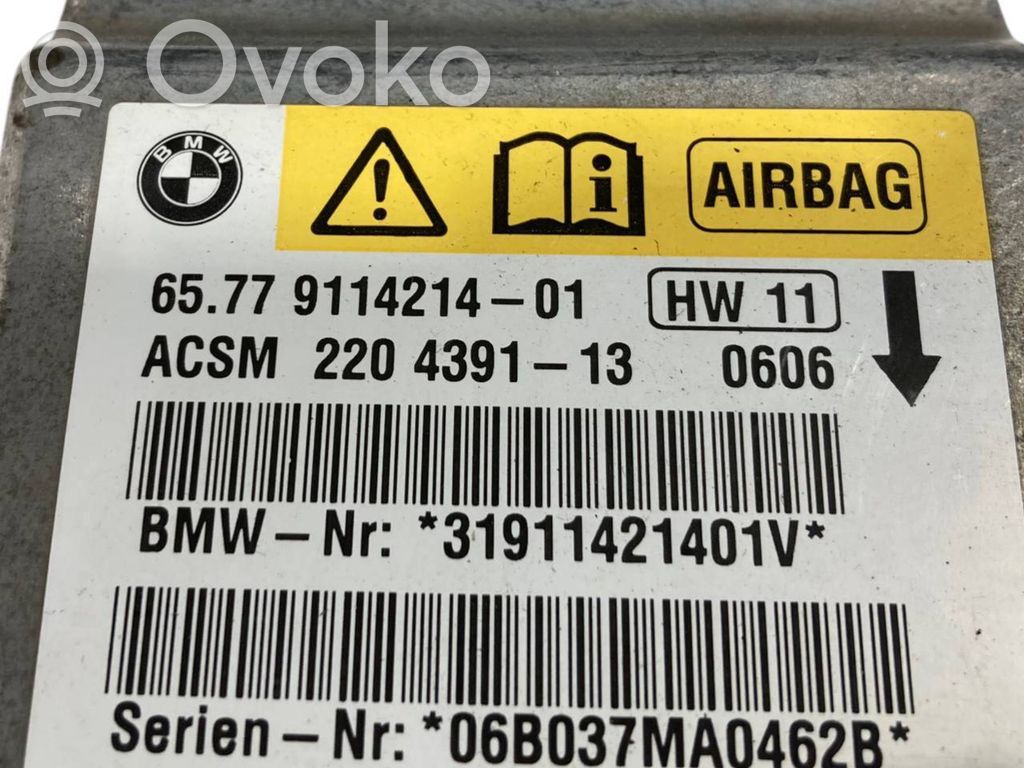 Ovoko
BMW
AIRBAG
65.77 9114214-01 HW 11
ACSM 220 4391-13 0606
BMW-Nr: *31911421401V*
Serien-Nr: *06B037MA0462B*